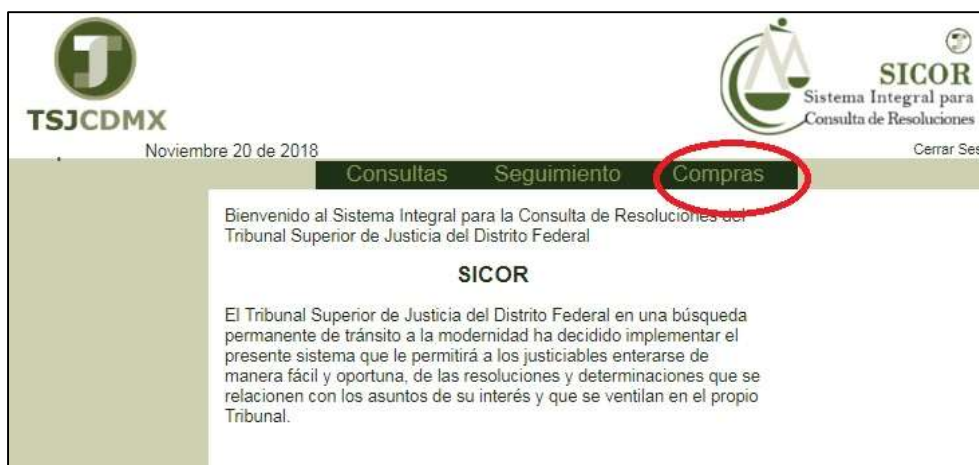 TSJCDMX
SICOR
Sistema Integral para
Consulta de Resoluciones
Noviembre 20 de 2018
Cerrar Ses
Consultas Seguimiento Compras
Bienvenido al Sistema Integral para la Consulta de Resoluciones del
Tribunal Superior de Justicia del Distrito Federal
SICOR
El Tribunal Superior de Justicia del Distrito Federal en una búsqueda
permanente de tránsito a la modernidad ha decidido implementar el
presente sistema que le permitirá a los justiciables enterarse de
manera fácil y oportuna, de las resoluciones y determinaciones que se
relacionen con los asuntos de su interés y que se ventilan en el propio
Tribunal.